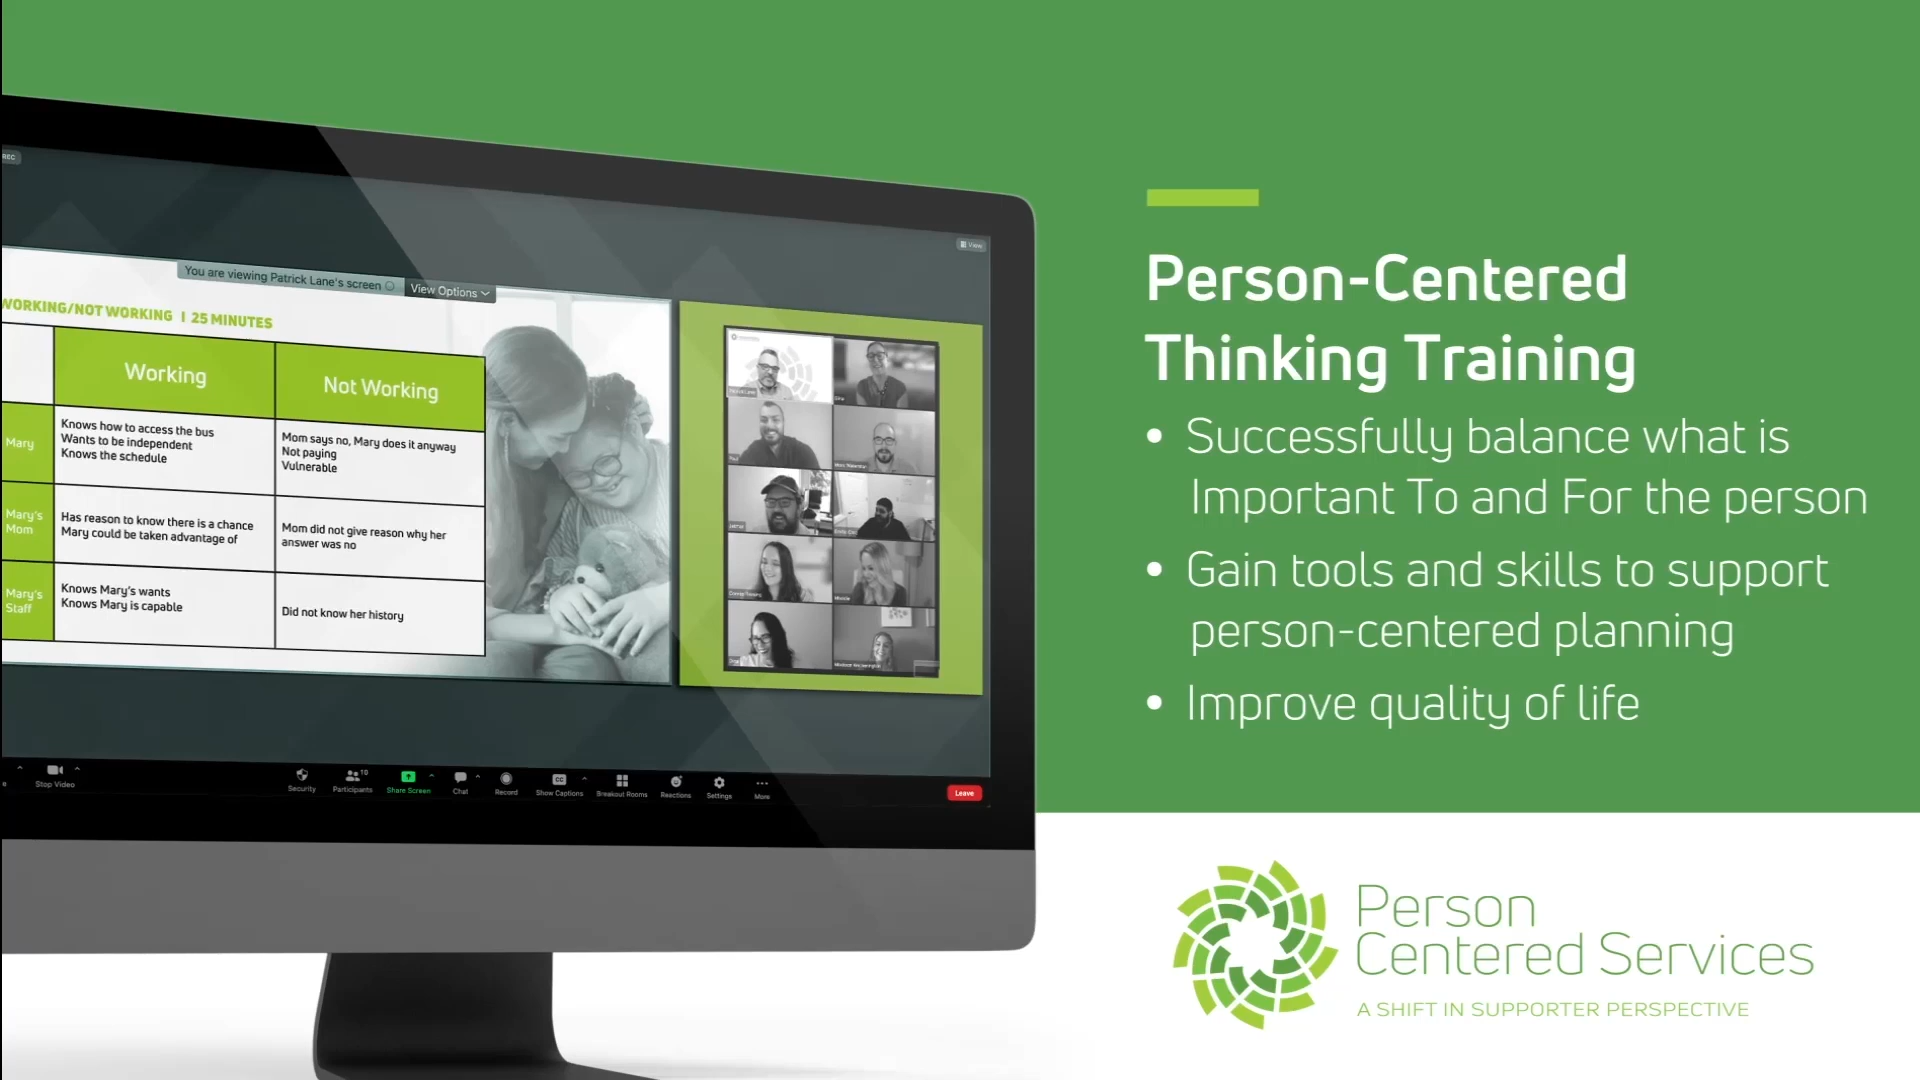 REC
View
You are viewing Patrick Lane's screen
View Options
WORKING/NOT WORKING | 25 MINUTES
Working
Not Working
Mary
Knows how to access the bus
Wants to be independent
Knows the schedule
Mom says no, Mary does it anyway
Not paying
Vulnerable
Mary's
Mom
Has reason to know there is a chance
Mary could be taken advantage of
Mom did not give reason why her
answer was no
Mary's
Staff
Knows Mary's wants
Knows Mary is capable
Did not know her history
Stop Video
Security
Participants
10
Share Screen
Chat
Record
CC
Show Captions
Breakout Rooms
Reactions
Settings
More
Leave
Person-Centered
Thinking Training
• Successfully balance what is
Important To and For the person
• Gain tools and skills to support
person-centered planning
• Improve quality of life
Person
Centered Services
A SHIFT IN SUPPORTER PERSPECTIVE